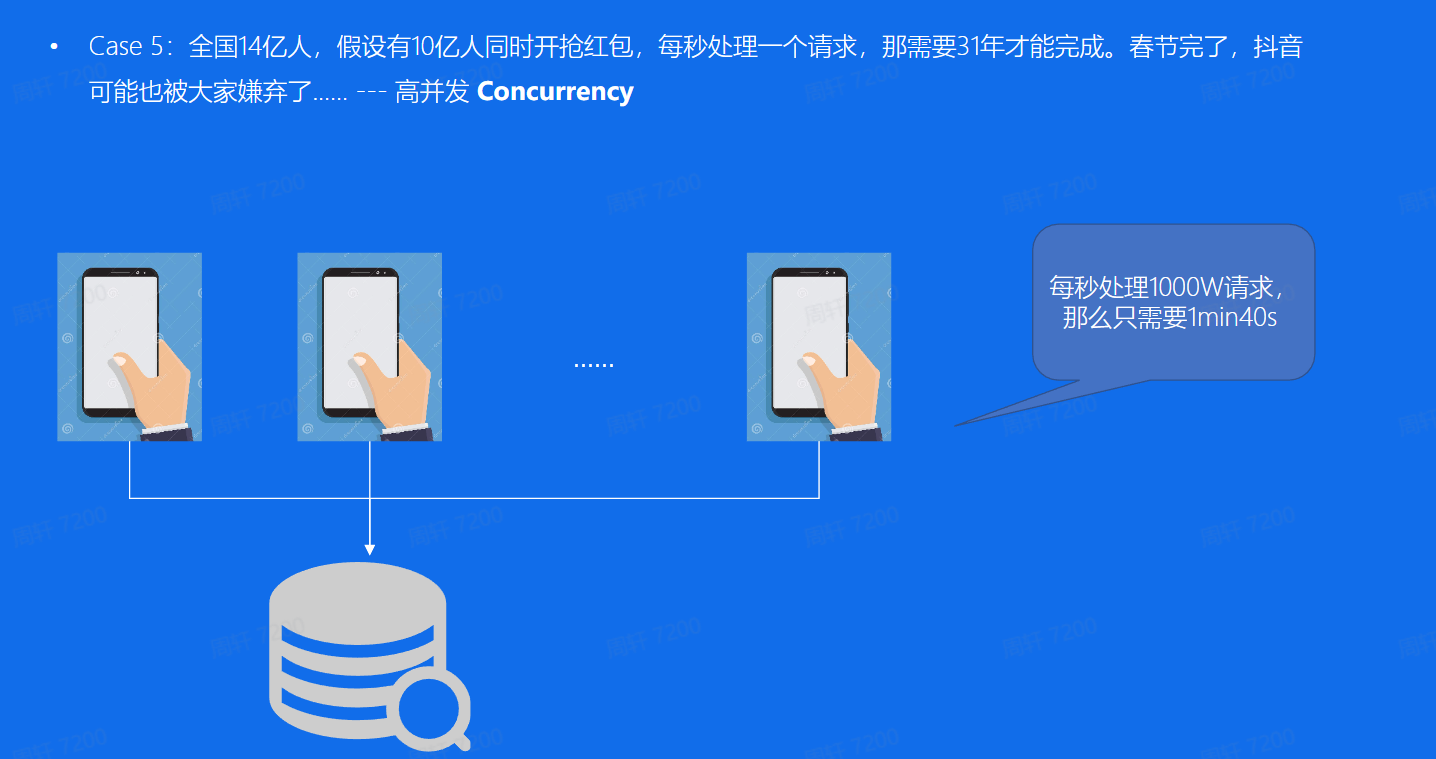 • Case 5：全国14亿人，假设有10亿人同时开抢红包，每秒处理一个请求，那需要31年才能完成。春节完了，抖音
可能也被大家嫌弃了...... --- 高并发 Concurrency
每秒处理1000W请求，
那么只需要1min40s
......
周轩 7200